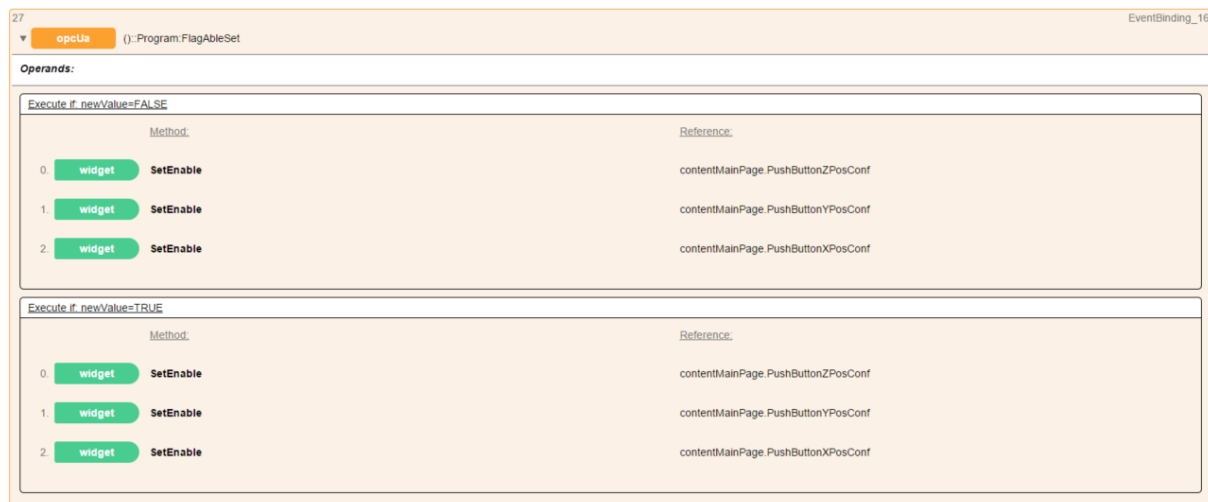 27 EventBinding_16
▼ opcUa ()::Program:FlagAbleSet
Operands:
Execute if: newValue=FALSE
Method: Reference:
0. widget SetEnable contentMainPage.PushButtonZPosConf
1. widget SetEnable contentMainPage.PushButtonYPosConf
2. widget SetEnable contentMainPage.PushButtonXPosConf
Execute if: newValue=TRUE
Method: Reference:
0. widget SetEnable contentMainPage.PushButtonZPosConf
1. widget SetEnable contentMainPage.PushButtonYPosConf
2. widget SetEnable contentMainPage.PushButtonXPosConf